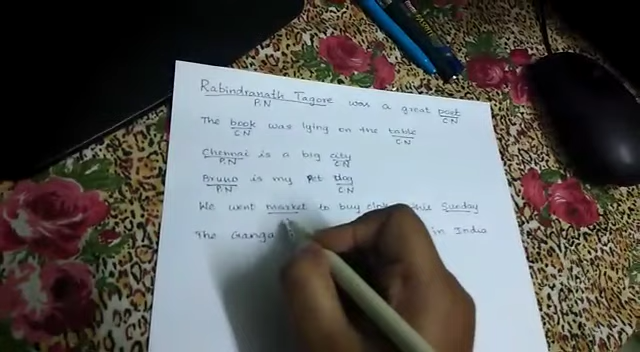 Rabindranath Tagore was a great poet
P.N C.N
The book was lying on the table
C.N C.N
Chennai is a big city
P.N C.N
Bruno is my Pet dog
P.N C.N
We went market to buy this Sunday
The Ganga in India